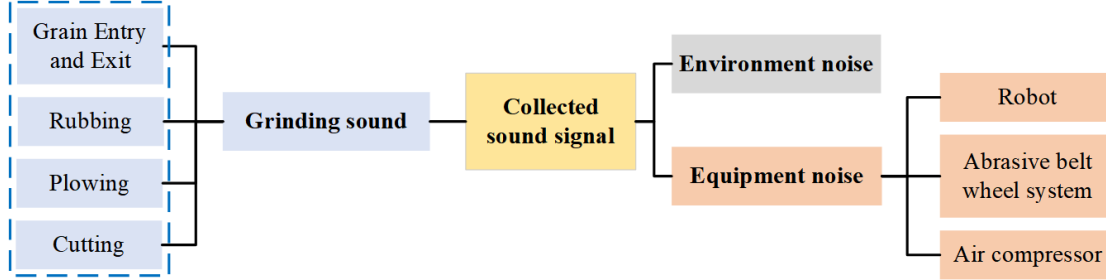 Grain Entry
and Exit
Rubbing
Plowing
Cutting
Grinding sound
Collected
sound signal
Environment noise
Equipment noise
Robot
Abrasive belt
wheel system
Air compressor